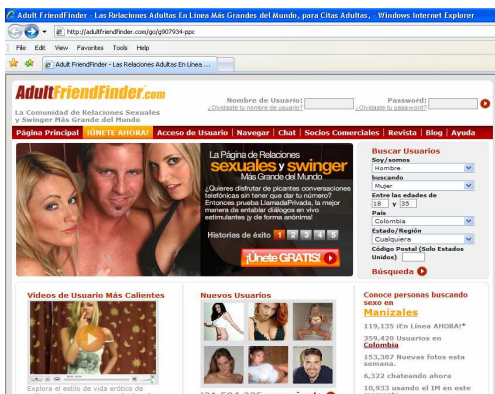 Adult FriendFinder - Las Relaciones Adultas En Línea Más Grandes del Mundo, para Citas Adultas, - Windows Internet Explorer
http://adultfriendfinder.com/go/g907934-ppc
File Edit View Favorites Tools Help
Adult FriendFinder - Las Relaciones Adultas En Línea ...
AdultFriendFinder.com
La Comunidad de Relaciones Sexuales
y Swinger Más Grande del Mundo
Nombre de Usuario:
¿Olvidaste tu nombre de usuario?
Password:
¿Olvidaste tu password?
Página Principal ¡ÚNETE AHORA! Acceso de Usuario Navegar Chat Socios Comerciales Revista Blog Ayuda
La Página de Relaciones
sexuales y swinger
Más Grande del Mundo
¿Quieres disfrutar de picantes conversaciones
telefónicas sin tener que dar tu número?
Entonces prueba LlamadaPrivada, la mejor
manera de entablar diálogos en vivo
estimulantes ¡y de forma anónima!
Historias de éxito 1 2 3 4 5
¡Únete GRATIS!
Buscar Usuarios
Soy/somos
Hombre
buscando
Mujer
Entre las edades de
18 y 35
País
Colombia
Estado/Región
Cualquiera
Código Postal (Solo Estados
Unidos)
Búsqueda
Videos de Usuario Más Calientes
Explora el estilo de vida erótico de
Nuevos Usuarios
Conoce personas buscando
sexo en
Manizales
119,135 ¡En Línea AHORA!*
359,420 Usuarios en
Colombia
153,387 Nuevas fotos esta
semana.
6,322 chateando ahora
10,933 usando el IM en este
momento